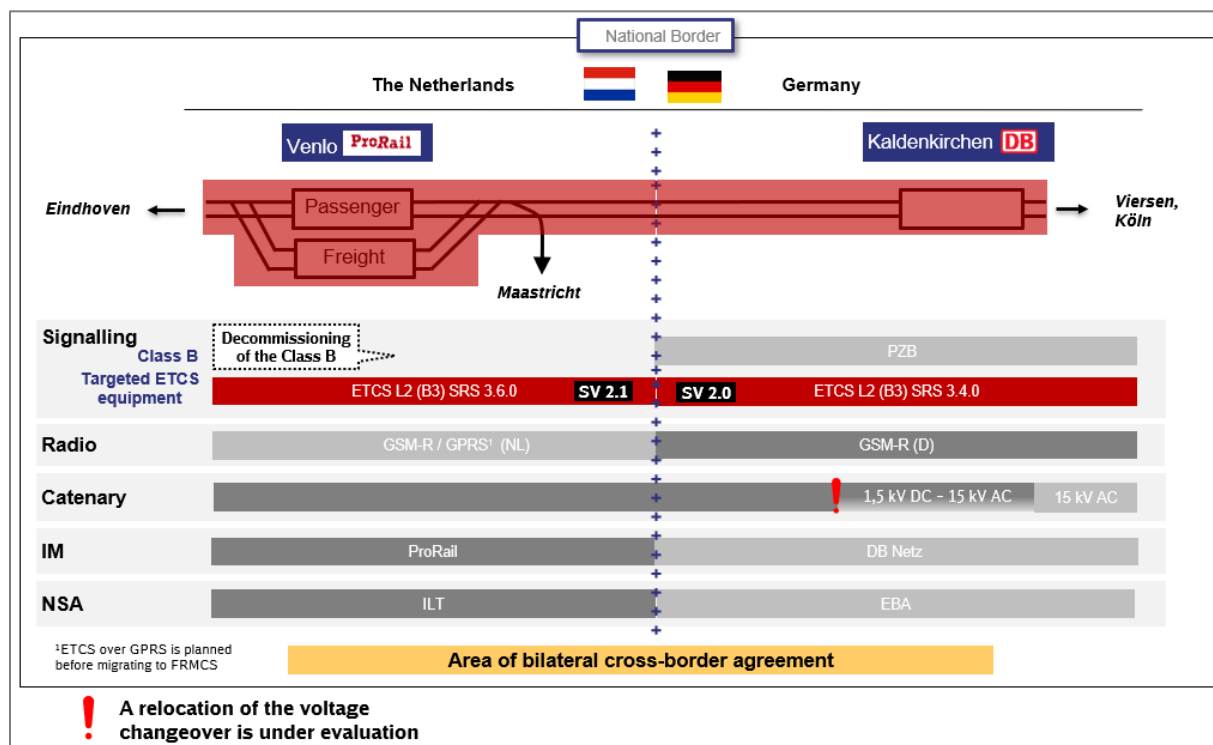 National Border
The Netherlands
Germany
Venlo ProRail
Kaldenkirchen DB
Eindhoven
Passenger
Viersen,
Köln
Freight
Maastricht
Signalling
Class B
Targeted ETCS
equipment
Decommissioning
of the Class B
PZB
ETCS L2 (B3) SRS 3.6.0
SV 2.1
SV 2.0
ETCS L2 (B3) SRS 3.4.0
Radio
GSM-R / GPRS¹ (NL)
GSM-R (D)
Catenary
!
1,5 kV DC – 15 kV AC
15 kV AC
IM
ProRail
DB Netz
NSA
ILT
EBA
¹ETCS over GPRS is planned
before migrating to FRMCS
Area of bilateral cross-border agreement
!
A relocation of the voltage
changeover is under evaluation